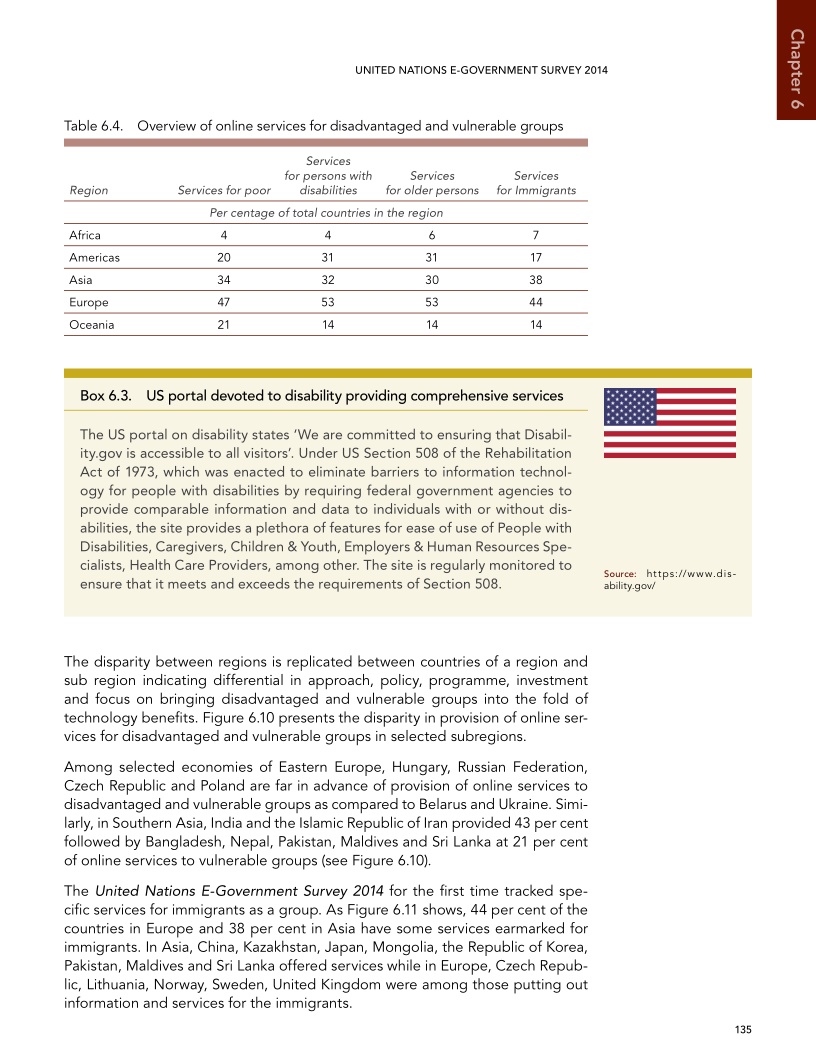 Chapter 6
UNITED NATIONS E-GOVERNMENT SURVEY 2014
Table 6.4. Overview of online services for disadvantaged and vulnerable groups
Region Services for poor Services for persons with disabilities Services for older persons Services for Immigrants
Per centage of total countries in the region
Africa 4 4 6 7
Americas 20 31 31 17
Asia 34 32 30 38
Europe 47 53 53 44
Oceania 21 14 14 14
Box 6.3. US portal devoted to disability providing comprehensive services
The US portal on disability states ‘We are committed to ensuring that Disabil-
ity.gov is accessible to all visitors’. Under US Section 508 of the Rehabilitation
Act of 1973, which was enacted to eliminate barriers to information technol-
ogy for people with disabilities by requiring federal government agencies to
provide comparable information and data to individuals with or without dis-
abilities, the site provides a plethora of features for ease of use of People with
Disabilities, Caregivers, Children & Youth, Employers & Human Resources Spe-
cialists, Health Care Providers, among other. The site is regularly monitored to
ensure that it meets and exceeds the requirements of Section 508.
Source: https://www.dis-
ability.gov/
The disparity between regions is replicated between countries of a region and
sub region indicating differential in approach, policy, programme, investment
and focus on bringing disadvantaged and vulnerable groups into the fold of
technology benefits. Figure 6.10 presents the disparity in provision of online ser-
vices for disadvantaged and vulnerable groups in selected subregions.
Among selected economies of Eastern Europe, Hungary, Russian Federation,
Czech Republic and Poland are far in advance of provision of online services to
disadvantaged and vulnerable groups as compared to Belarus and Ukraine. Simi-
larly, in Southern Asia, India and the Islamic Republic of Iran provided 43 per cent
followed by Bangladesh, Nepal, Pakistan, Maldives and Sri Lanka at 21 per cent
of online services to vulnerable groups (see Figure 6.10).
The United Nations E-Government Survey 2014 for the first time tracked spe-
cific services for immigrants as a group. As Figure 6.11 shows, 44 per cent of the
countries in Europe and 38 per cent in Asia have some services earmarked for
immigrants. In Asia, China, Kazakhstan, Japan, Mongolia, the Republic of Korea,
Pakistan, Maldives and Sri Lanka offered services while in Europe, Czech Repub-
lic, Lithuania, Norway, Sweden, United Kingdom were among those putting out
information and services for the immigrants.
135